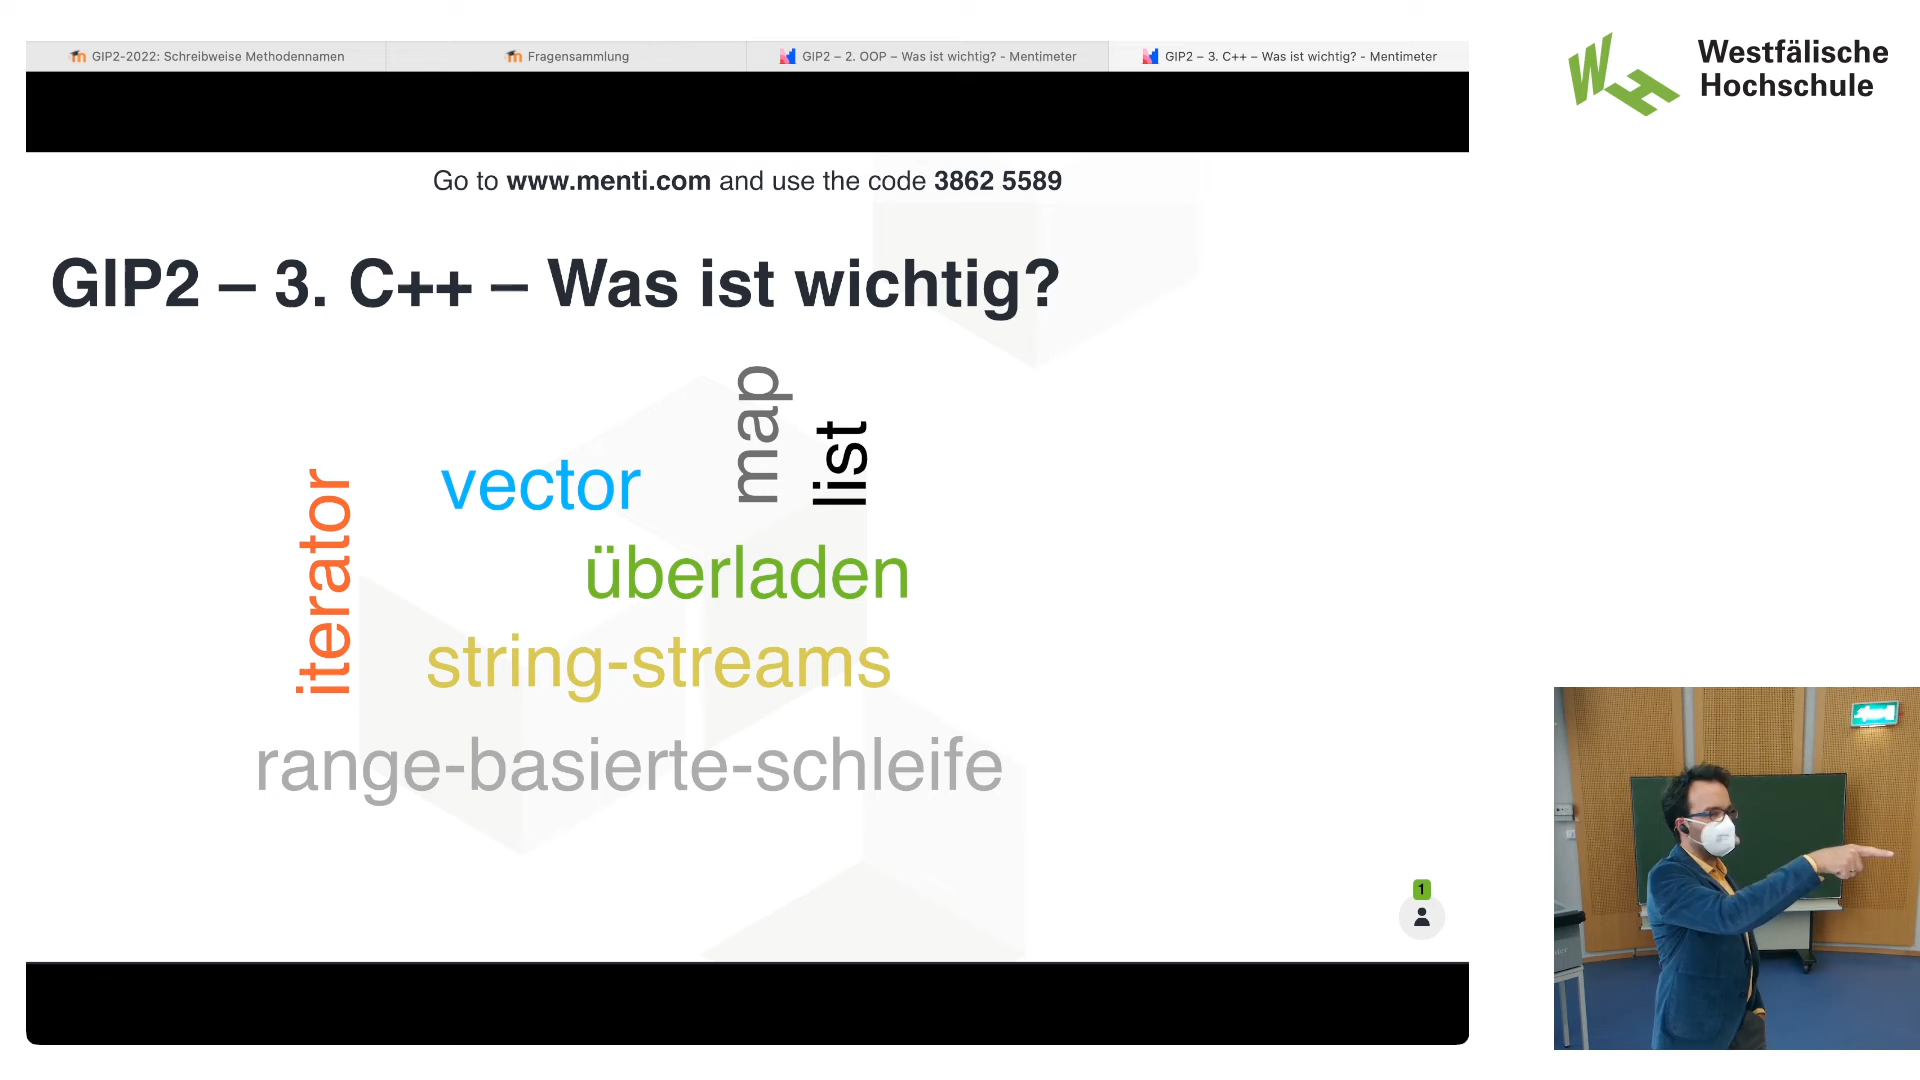 GIP2-2022: Schreibweise Methodennamen
Fragensammlung
GIP2 – 2. OOP – Was ist wichtig? - Mentimeter
GIP2 – 3. C++ – Was ist wichtig? - Mentimeter
Westfälische
Hochschule
Go to www.menti.com and use the code 3862 5589
GIP2 – 3. C++ – Was ist wichtig?
map
list
vector
iterator
überladen
string-streams
range-basierte-schleife
1